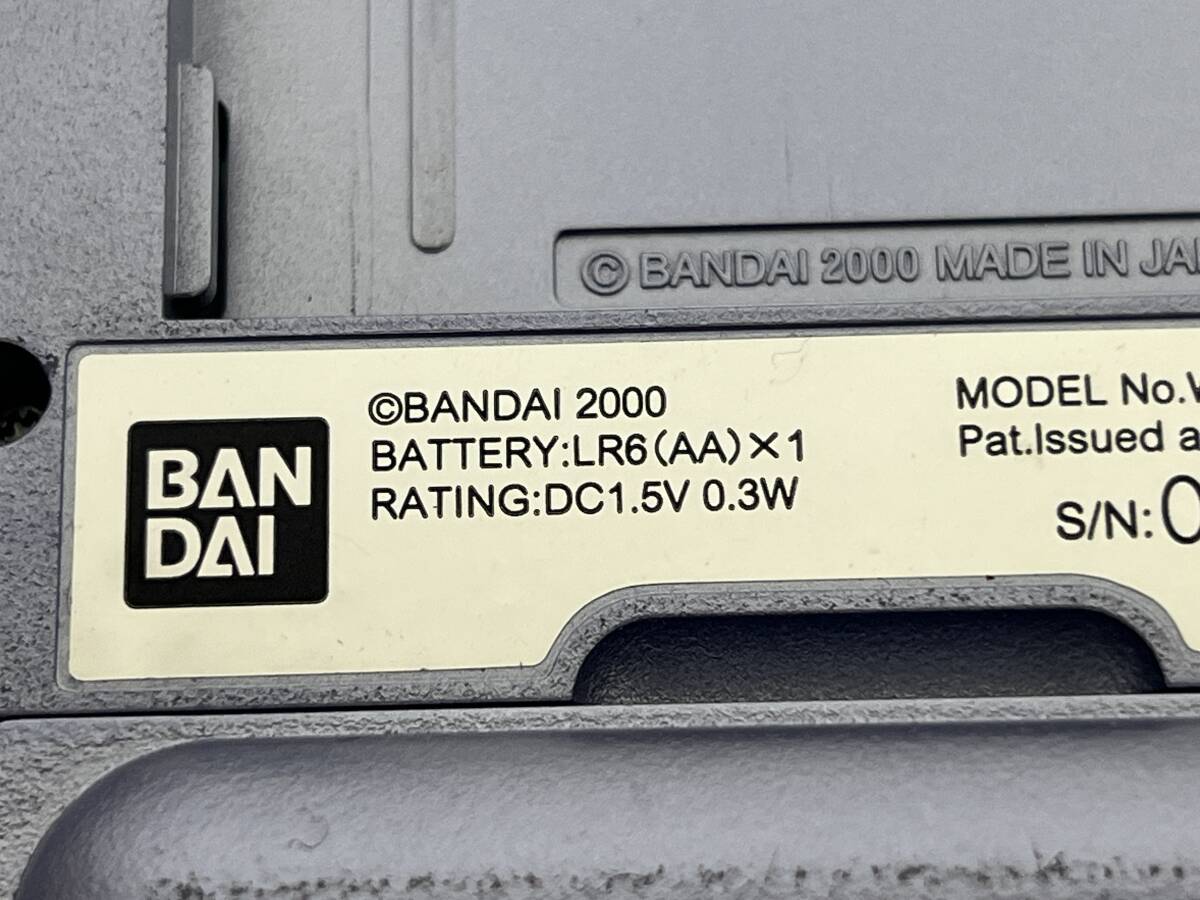 © BANDAI 2000 MADE IN
BAN
DAI
©BANDAI 2000
BATTERY:LR6(AA)×1
RATING:DC1.5V 0.3W
MODEL No.
Pat.Issued
S/N: